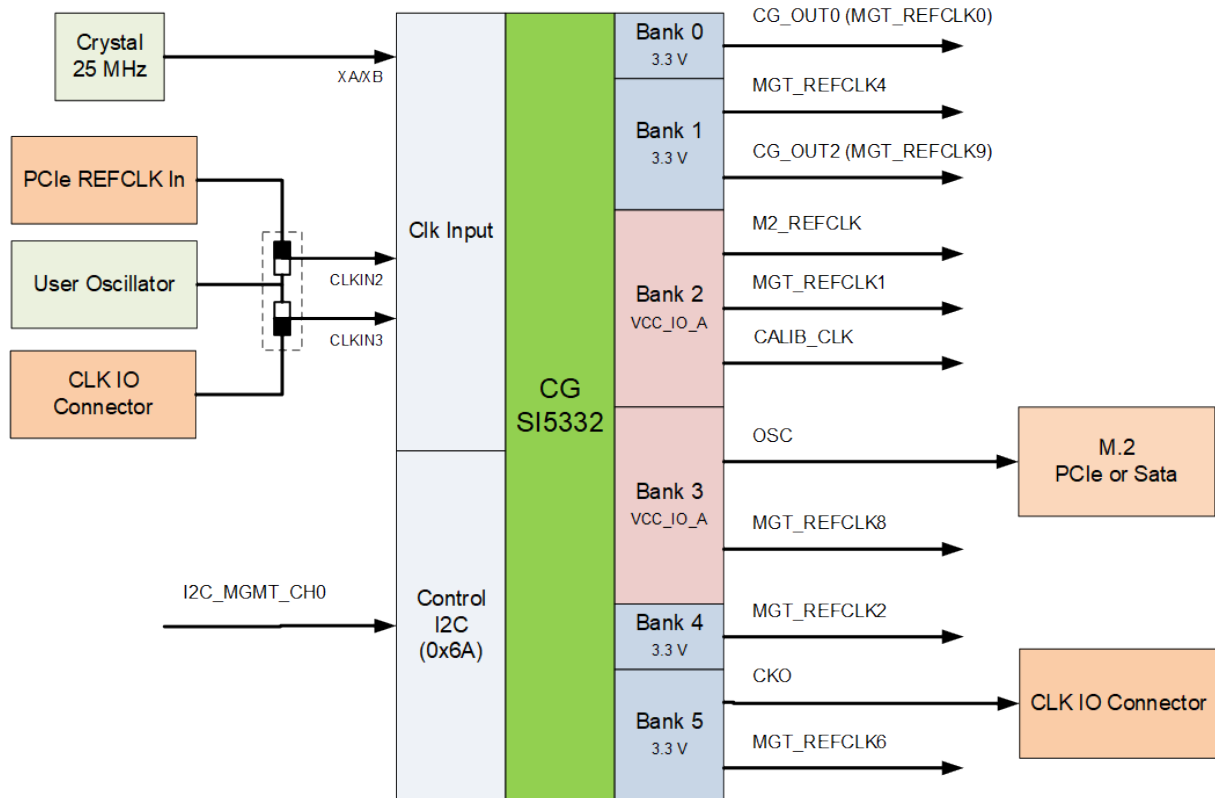 Crystal
25 MHz
XA/XB
PCIe REFCLK In
User Oscillator
CLK IO
Connector
CLKIN2
CLKIN3
I2C_MGMT_CH0
Clk Input
Control
I2C
(0x6A)
CG
SI5332
Bank 0
3.3 V
Bank 1
3.3 V
Bank 2
VCC_IO_A
Bank 3
VCC_IO_A
Bank 4
3.3 V
Bank 5
3.3 V
CG_OUT0 (MGT_REFCLK0)
MGT_REFCLK4
CG_OUT2 (MGT_REFCLK9)
M2_REFCLK
MGT_REFCLK1
CALIB_CLK
OSC
MGT_REFCLK8
MGT_REFCLK2
CKO
MGT_REFCLK6
M.2
PCIe or Sata
CLK IO Connector